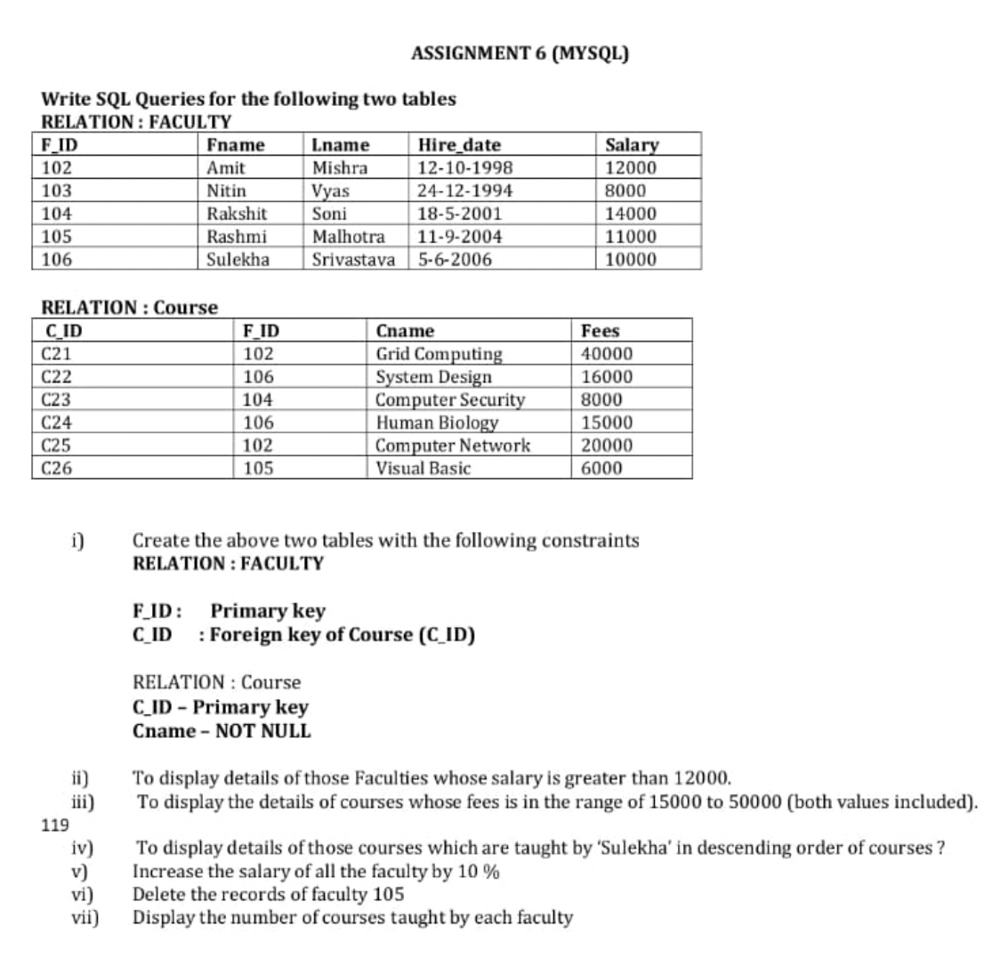 ASSIGNMENT 6 (MYSQL)
Write SQL Queries for the following two tables
RELATION : FACULTY
F_ID Fname Lname Hire_date Salary
102 Amit Mishra 12-10-1998 12000
103 Nitin Vyas 24-12-1994 8000
104 Rakshit Soni 18-5-2001 14000
105 Rashmi Malhotra 11-9-2004 11000
106 Sulekha Srivastava 5-6-2006 10000
RELATION : Course
C_ID F_ID Cname Fees
C21 102 Grid Computing 40000
C22 106 System Design 16000
C23 104 Computer Security 8000
C24 106 Human Biology 15000
C25 102 Computer Network 20000
C26 105 Visual Basic 6000
i) Create the above two tables with the following constraints
RELATION : FACULTY
F_ID : Primary key
C_ID : Foreign key of Course (C_ID)
RELATION : Course
C_ID – Primary key
Cname – NOT NULL
ii) To display details of those Faculties whose salary is greater than 12000.
iii) To display the details of courses whose fees is in the range of 15000 to 50000 (both values included).
119
iv) To display details of those courses which are taught by ‘Sulekha’ in descending order of courses ?
v) Increase the salary of all the faculty by 10 %
vi) Delete the records of faculty 105
vii) Display the number of courses taught by each faculty